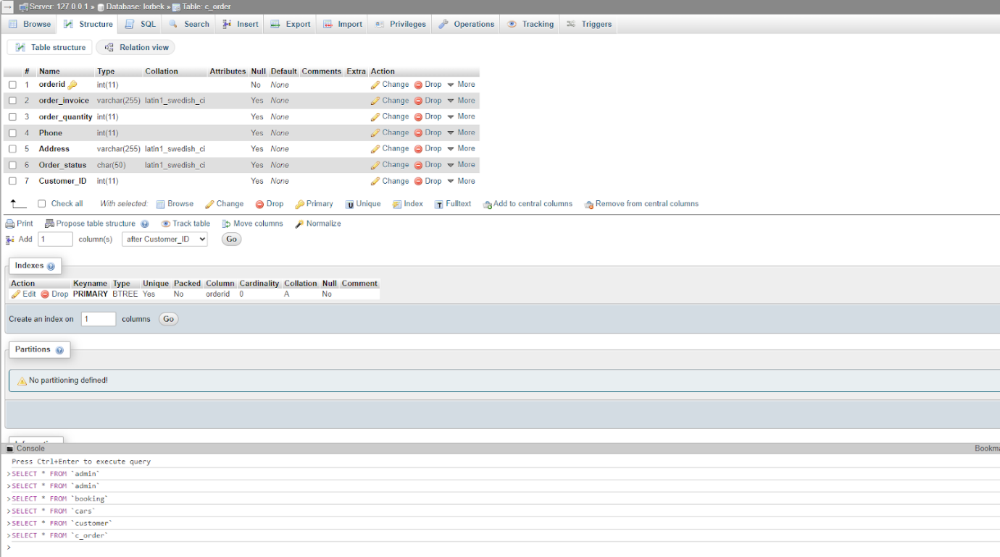 Server: 127.0.0.1 » Database: lorbek » Table: c_order
Browse Structure SQL Search Insert Export Import Privileges Operations Tracking Triggers
Table structure Relation view
# Name Type Collation Attributes Null Default Comments Extra Action
1 orderid int(11) No None Change Drop More
2 order_invoice varchar(255) latin1_swedish_ci Yes None Change Drop More
3 order_quantity int(11) Yes None Change Drop More
4 Phone int(11) Yes None Change Drop More
5 Address varchar(255) latin1_swedish_ci Yes None Change Drop More
6 Order_status char(50) latin1_swedish_ci Yes None Change Drop More
7 Customer_ID int(11) Yes None Change Drop More
Check all With selected: Browse Change Drop Primary Unique Index Fulltext Add to central columns Remove from central columns
Print Propose table structure Track table Move columns Normalize
Add 1 column(s) after Customer_ID Go
Indexes
Action Keyname Type Unique Packed Column Cardinality Collation Null Comment
Edit Drop PRIMARY BTREE Yes No orderid 0 A No
Create an index on 1 columns Go
Partitions
No partitioning defined!
Console Bookma
Press Ctrl+Enter to execute query
>SELECT * FROM `admin`
>SELECT * FROM `admin`
>SELECT * FROM `booking`
>SELECT * FROM `cars`
>SELECT * FROM `customer`
>SELECT * FROM `c_order`
>